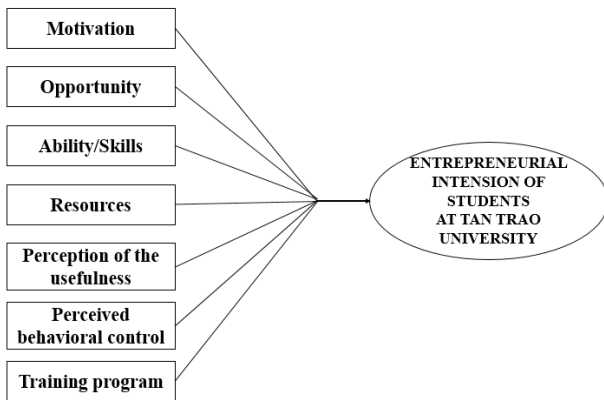 Motivation
Opportunity
Ability/Skills
Resources
Perception of the
usefulness
Perceived
behavioral control
Training program
ENTREPRENEURIAL
INTENSION OF
STUDENTS
AT TAN TRAO
UNIVERSITY